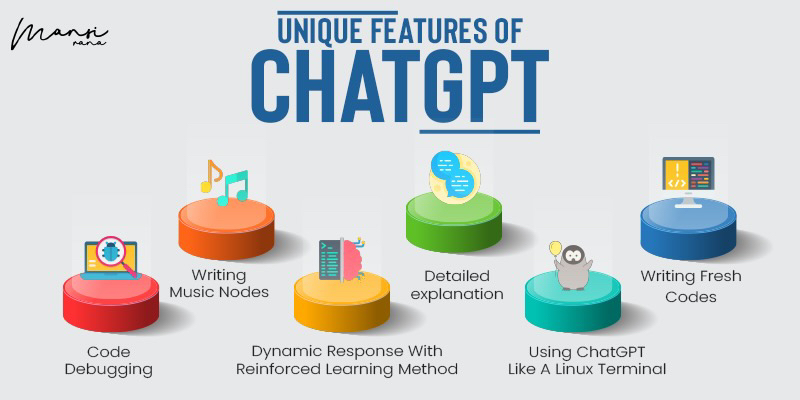 Mansi
rana
UNIQUE FEATURES OF
CHATGPT
Code
Debugging
Writing
Music Nodes
Dynamic Response With
Reinforced Learning Method
Detailed
explanation
Using ChatGPT
Like A Linux Terminal
Writing Fresh
Codes